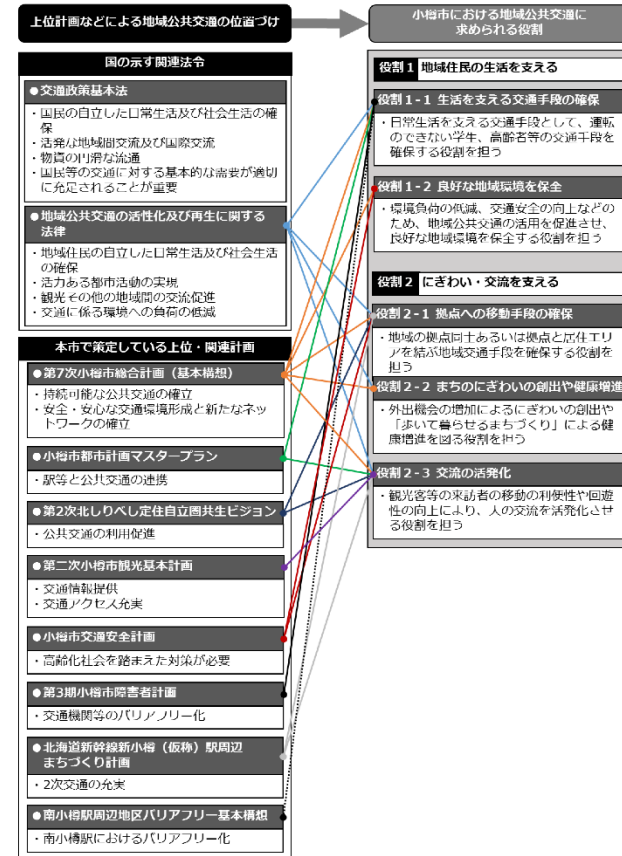 上位計画などによる地域公共交通の位置づけ
国の示す関連法令
●交通政策基本法
・国民の自立した日常生活及び社会生活の確
保
・活発な地域間交流及び国際交流
・物資の円滑な流通
・国民等の交通に対する基本的な需要が適切
に充足されることが重要
●地域公共交通の活性化及び再生に関する
法律
・地域住民の自立した日常生活及び社会生活
の確保
・活力ある都市活動の実現
・観光その他の地域間の交流促進
・交通に係る環境への負荷の低減
本市で策定している上位・関連計画
●第7次小樽市総合計画（基本構想）
・持続可能な公共交通の確立
・安全・安心な交通環境形成と新たなネッ
トワークの確立
●小樽市都市計画マスタープラン
・駅等と公共交通の連携
●第2次北しりべし定住自立圏共生ビジョン
・公共交通の利用促進
●第二次小樽市観光基本計画
・交通情報提供
・交通アクセス充実
●小樽市交通安全計画
・高齢化社会を踏まえた対策が必要
●第3期小樽市障害者計画
・交通機関等のバリアフリー化
●北海道新幹線新小樽（仮称）駅周辺
まちづくり計画
・2次交通の充実
●南小樽駅周辺地区バリアフリー基本構想
・南小樽駅におけるバリアフリー化
小樽市における地域公共交通に
求められる役割
役割1 地域住民の生活を支える
役割1-1 生活を支える交通手段の確保
・日常生活を支える交通手段として、運転
のできない学生、高齢者等の交通手段を
確保する役割を担う
役割1-2 良好な地域環境を保全
・環境負荷の低減、交通安全の向上などの
ため、地域公共交通の活用を促進させ、
良好な地域環境を保全する役割を担う
役割2 にぎわい・交流を支える
役割2-1 拠点への移動手段の確保
・地域の拠点同士あるいは拠点と居住エリ
アを結ぶ地域交通手段を確保する役割を
担う
役割2-2 まちのにぎわいの創出や健康増進
・外出機会の増加によるにぎわいの創出や
「歩いて暮らせるまちづくり」による健
康増進を図る役割を担う
役割2-3 交流の活発化
・観光客等の来訪者の移動の利便性や回遊
性の向上により、人の交流を活発化させ
る役割を担う